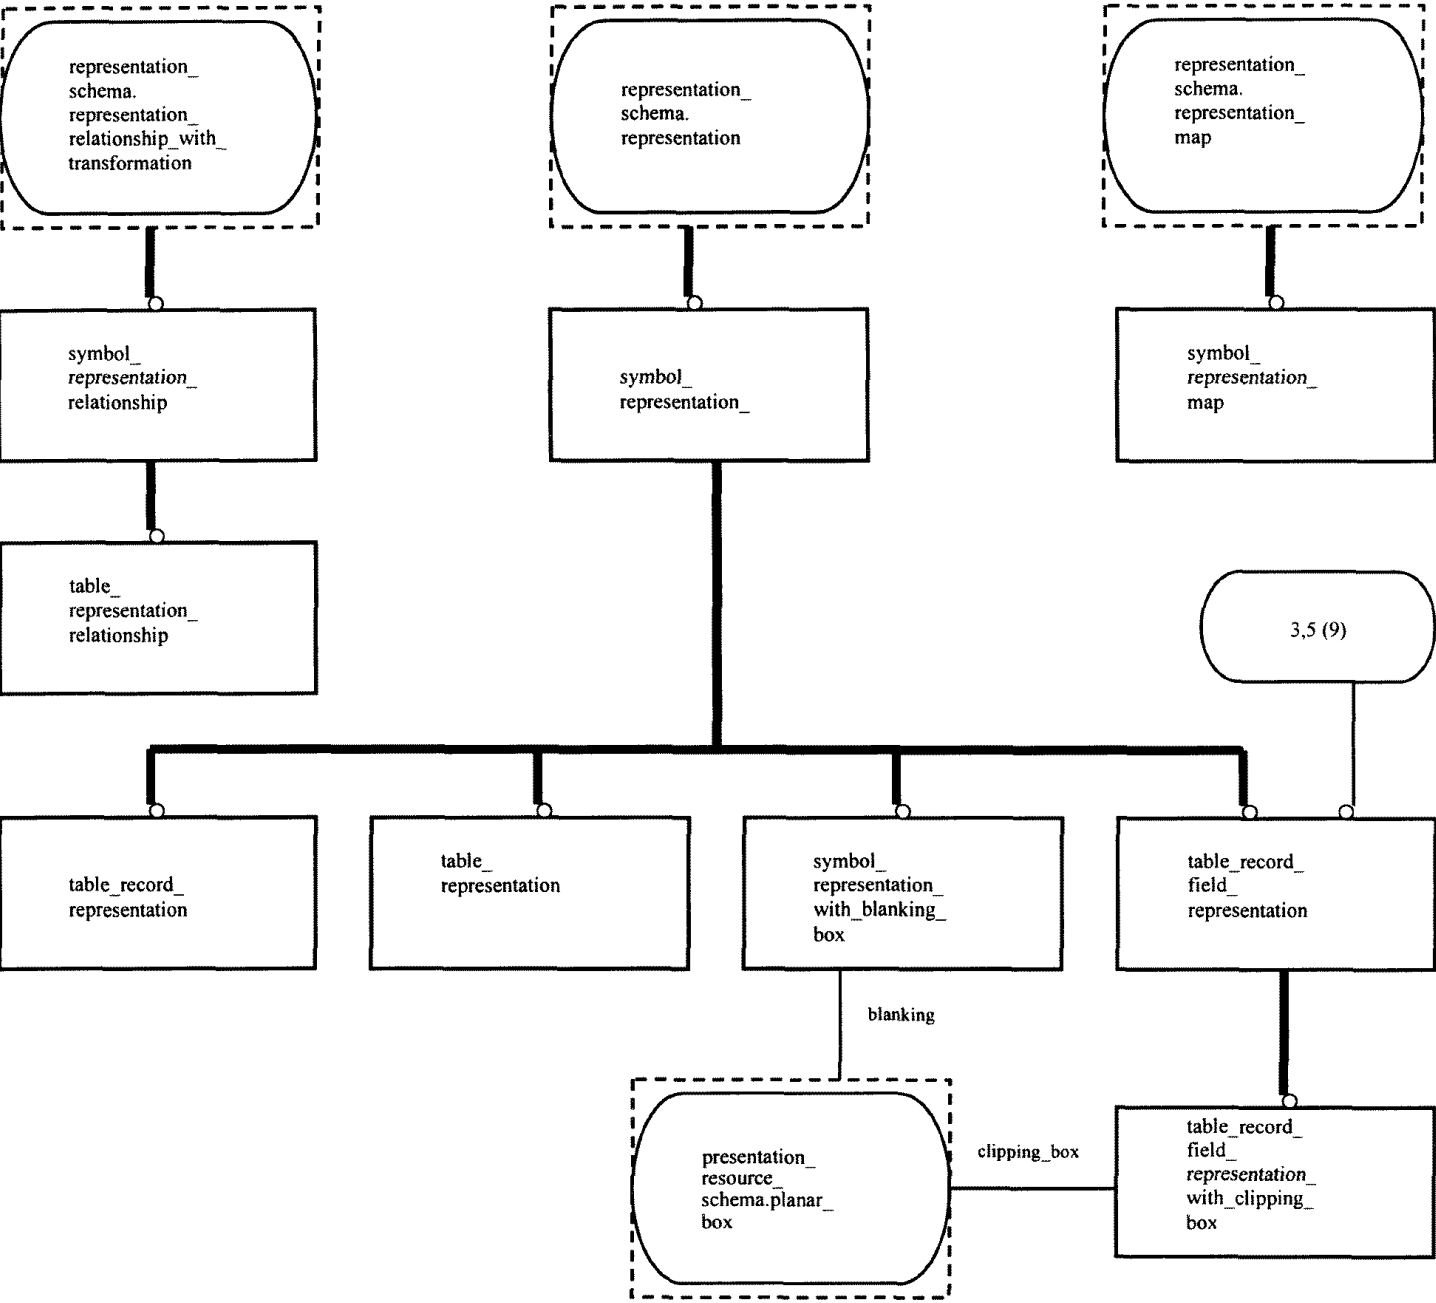 representation_
schema.
representation_
relationship_with_
transformation
representation_
schema.
representation
representation_
schema.
representation_
map
symbol_
representation_
relationship
symbol_
representation_
symbol_
representation_
map
table_
representation_
relationship
3,5 (9)
table_record_
representation
table_
representation
symbol_
representation_
with_blanking_
box
table_record_
field_
representation
blanking
presentation_
resource_
schema.planar_
box
clipping_box
table_record_
field_
representation_
with_clipping_
box